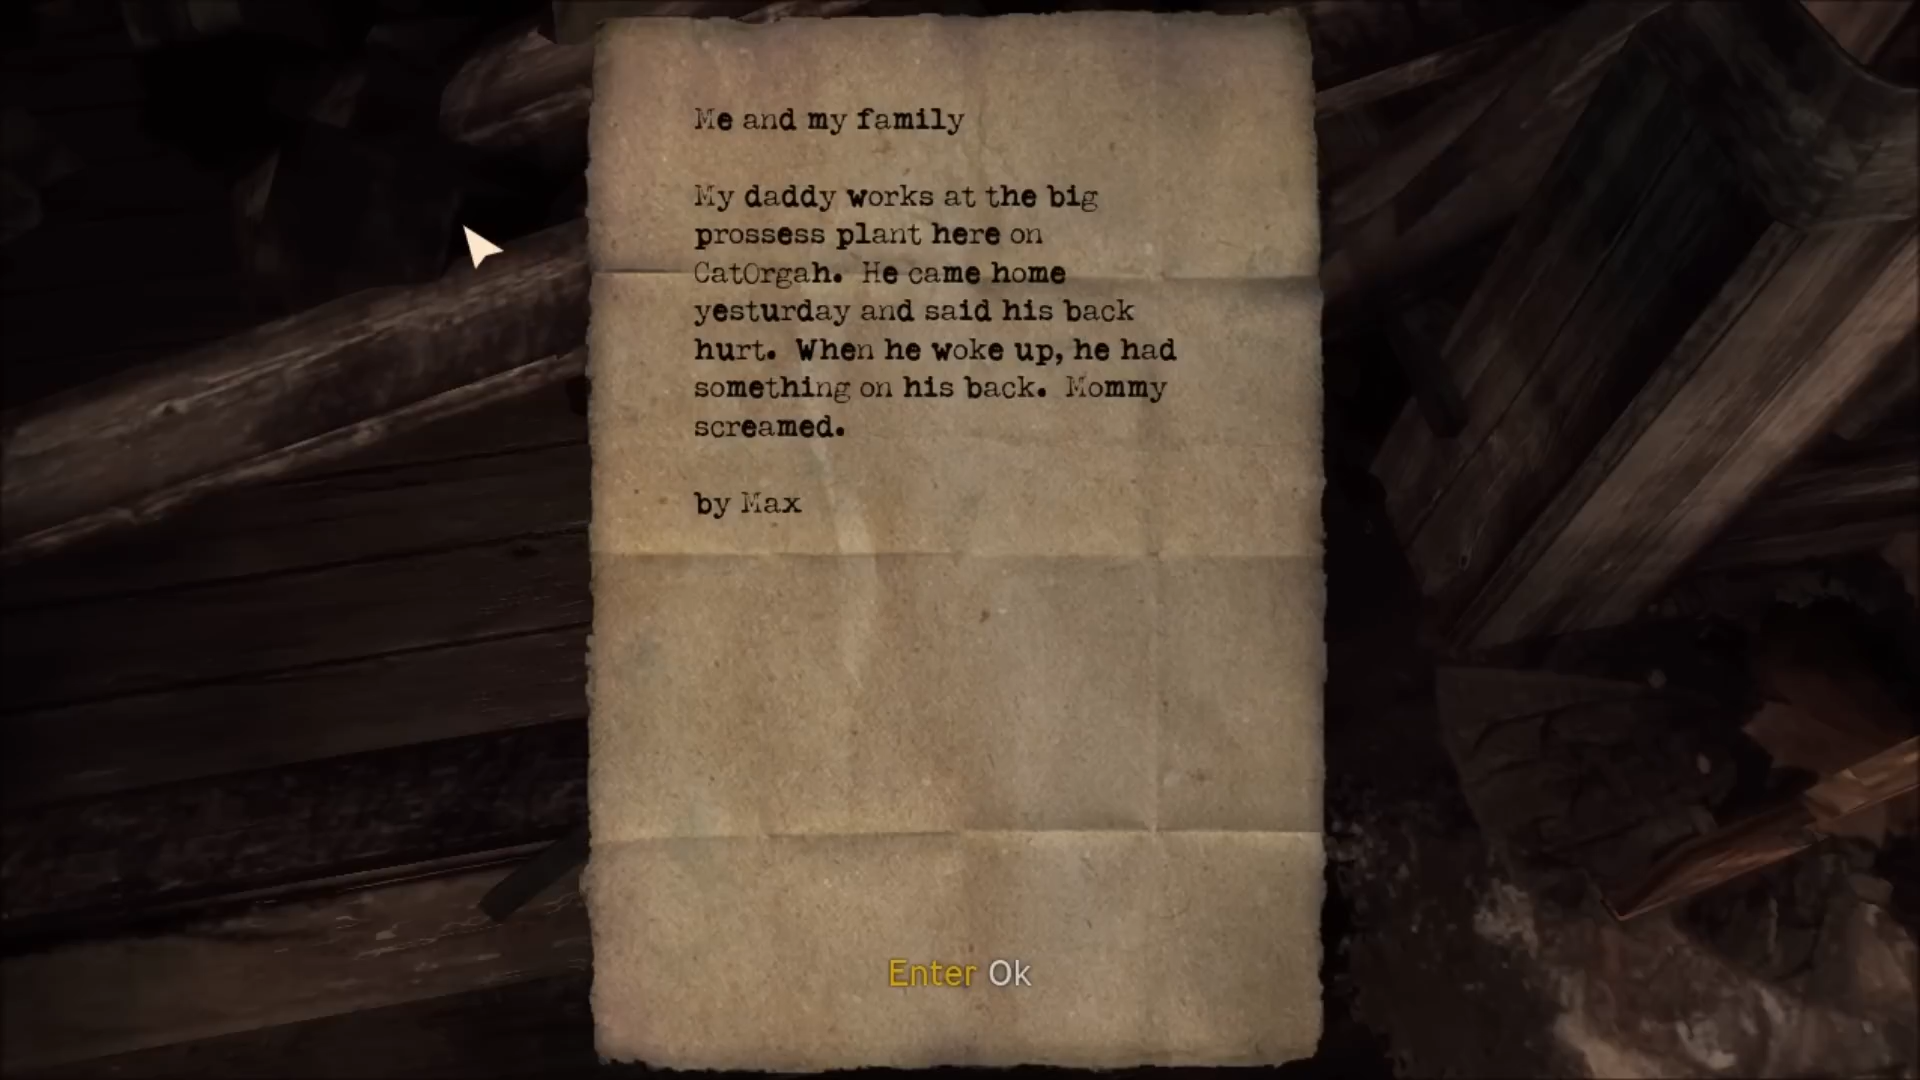 Me and my family
My daddy works at the big
prossess plant here on
CatOrgah.  He came home
yesturday and said his back
hurt.  When he woke up, he had
something on his back.  Mommy
screamed.
by Max
Enter Ok